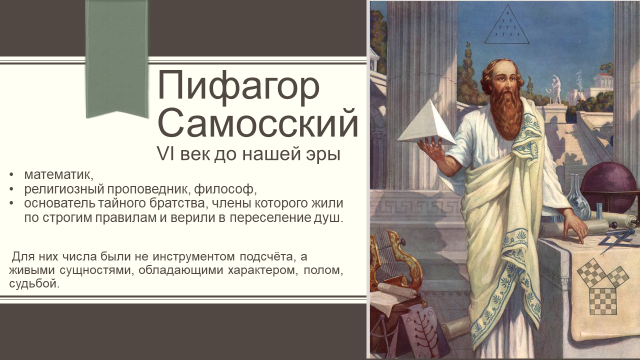 Пифагор
Самосский
VI век до нашей эры
• математик,
• религиозный проповедник, философ,
• основатель тайного братства, члены которого жили
по строгим правилам и верили в переселение душ.
Для них числа были не инструментом подсчёта, а
живыми сущностями, обладающими характером, полом,
судьбой.